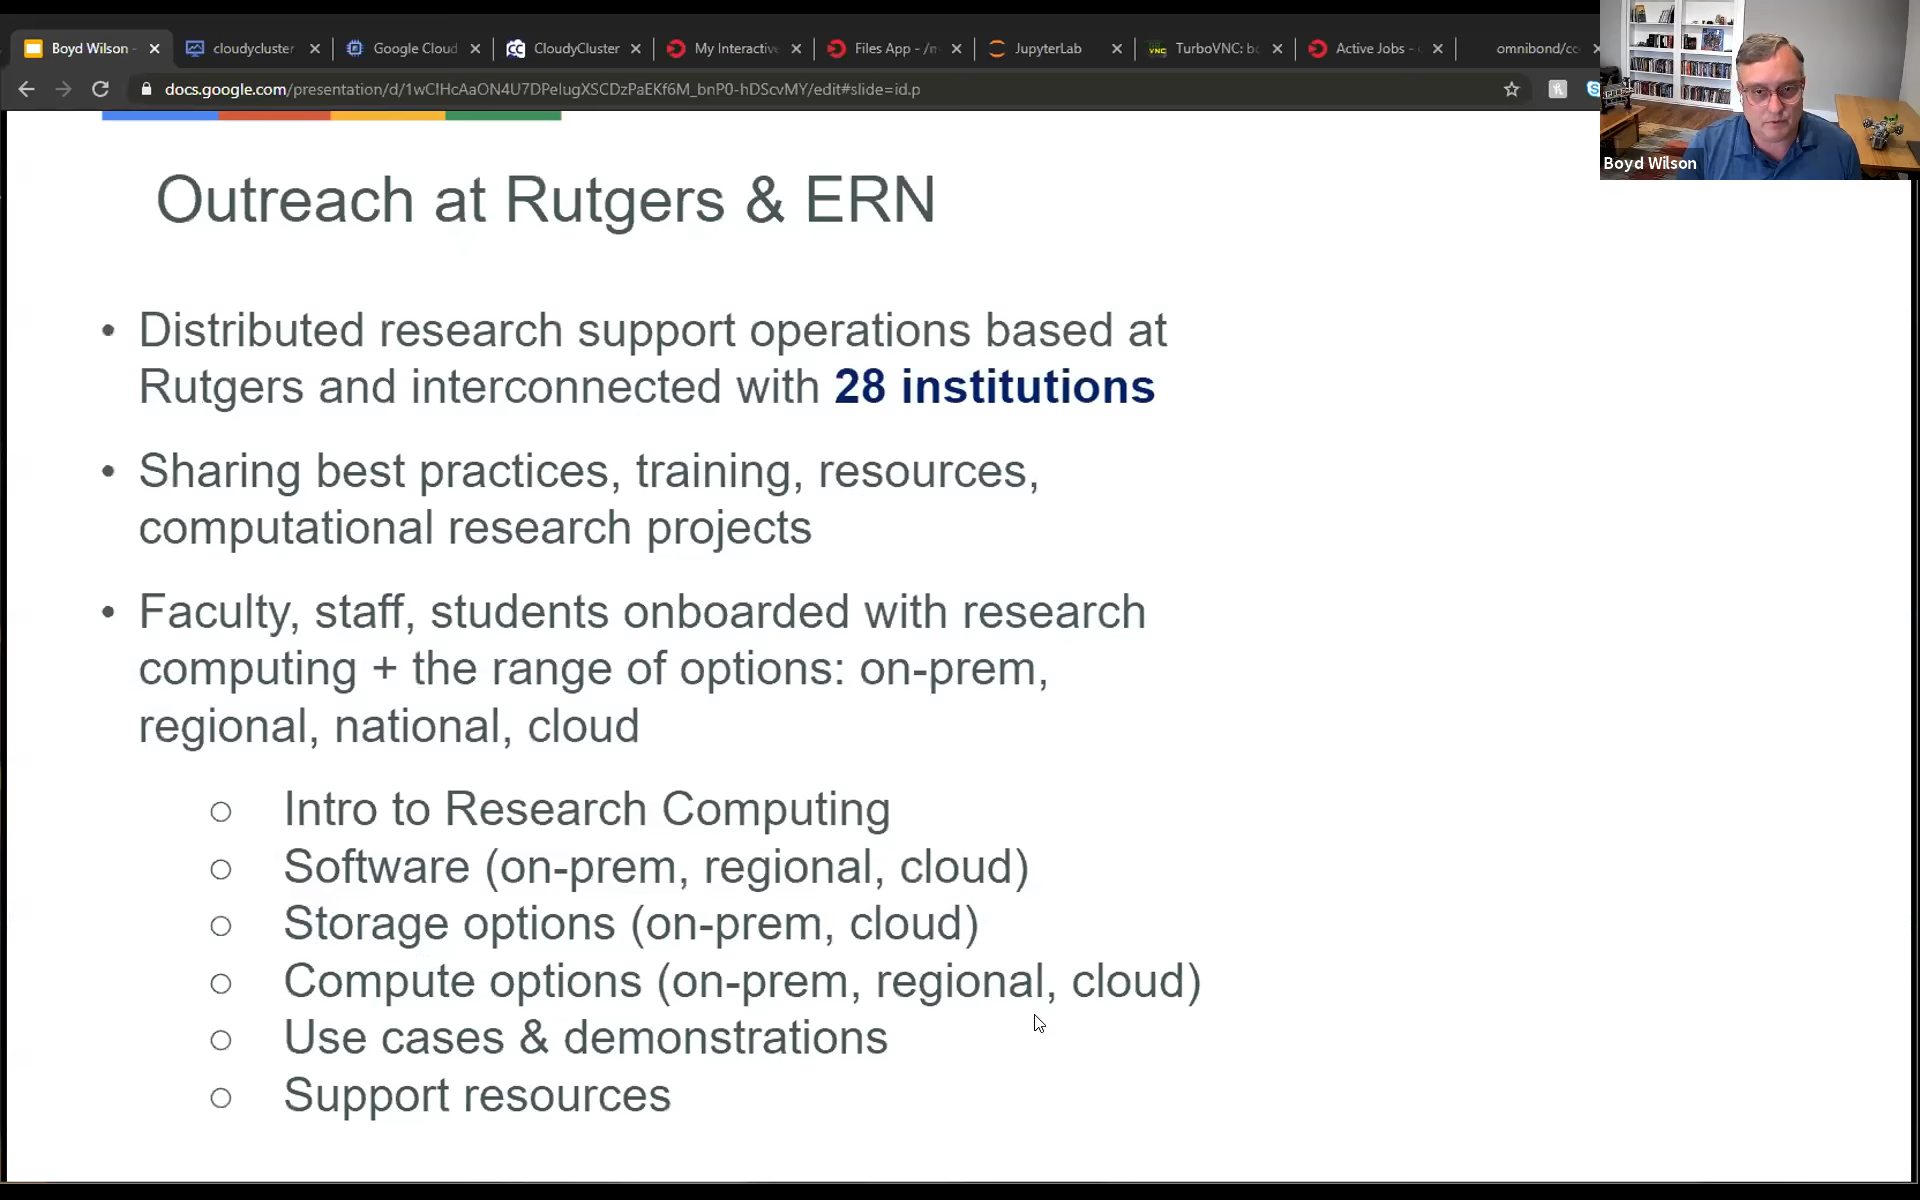 Boyd Wilson -
cloudycluster
Google Cloud
CloudyCluster
My Interactive
Files App - /m
JupyterLab
TurboVNC: bo
Active Jobs -
omnibond/cc
docs.google.com/presentation/d/1wClHcAaON4U7DPelugXSCDzPaEKf6M_bnP0-hDScvMY/edit#slide=id.p
Boyd Wilson
Outreach at Rutgers & ERN
• Distributed research support operations based at
Rutgers and interconnected with 28 institutions
• Sharing best practices, training, resources,
computational research projects
• Faculty, staff, students onboarded with research
computing + the range of options: on-prem,
regional, national, cloud
○ Intro to Research Computing
○ Software (on-prem, regional, cloud)
○ Storage options (on-prem, cloud)
○ Compute options (on-prem, regional, cloud)
○ Use cases & demonstrations
○ Support resources